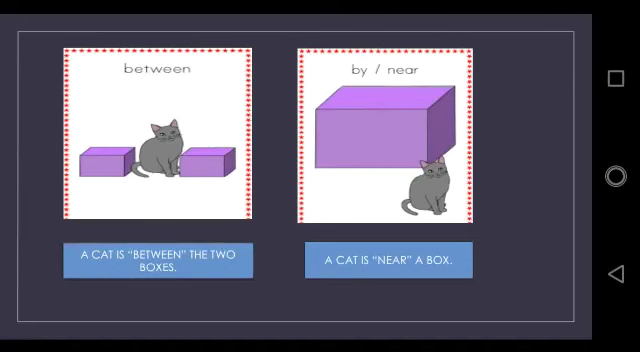 between
by / near
A CAT IS “BETWEEN” THE TWO
BOXES.
A CAT IS “NEAR” A BOX.